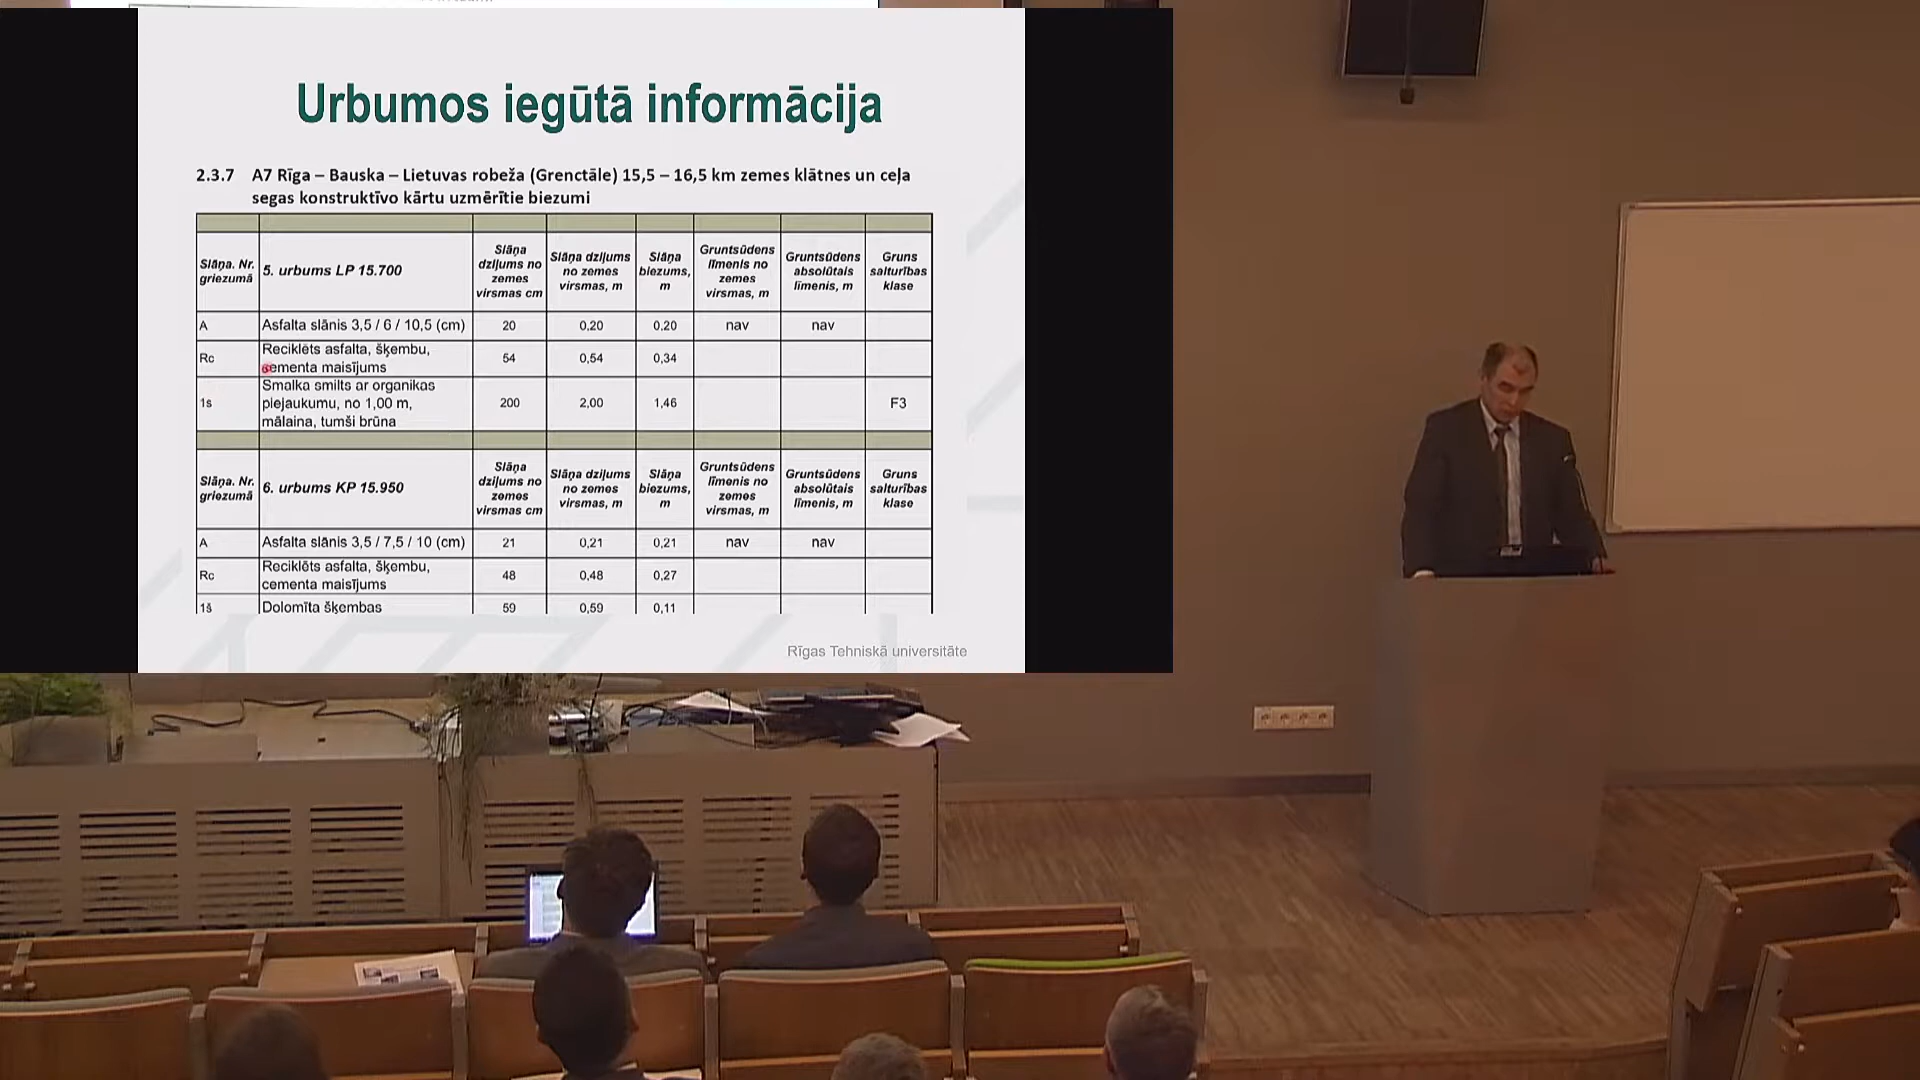 Urbumos iegūtā informācija
2.3.7 A7 Rīga – Bauska – Lietuvas robeža (Grenctāle) 15,5 – 16,5 km zemes klātnes un ceļa
segas konstruktīvo kārtu uzmērītie biezumi
Slāņa. Nr. griezumā 5. urbums LP 15.700 Slāņa dziļums no zemes virsmas cm Slāņa dziļums no zemes virsmas, m Slāņa biezums, m Gruntsūdens līmenis no zemes virsmas, m Gruntsūdens absolūtais līmenis, m Gruns salturības klase
A Asfalta slānis 3,5 / 6 / 10,5 (cm) 20 0,20 0,20 nav nav
Rc Reciklēts asfalta, šķembu, cementa maisījums 54 0,54 0,34
1s Smalka smilts ar organikas piejaukumu, no 1,00 m, mālaina, tumši brūna 200 2,00 1,46 F3
Slāņa. Nr. griezumā 6. urbums KP 15.950 Slāņa dziļums no zemes virsmas cm Slāņa dziļums no zemes virsmas, m Slāņa biezums, m Gruntsūdens līmenis no zemes virsmas, m Gruntsūdens absolūtais līmenis, m Gruns salturības klase
A Asfalta slānis 3,5 / 7,5 / 10 (cm) 21 0,21 0,21 nav nav
Rc Reciklēts asfalta, šķembu, cementa maisījums 48 0,48 0,27
1š Dolomīta šķembas 59 0,59 0,11
Rīgas Tehniskā universitāte